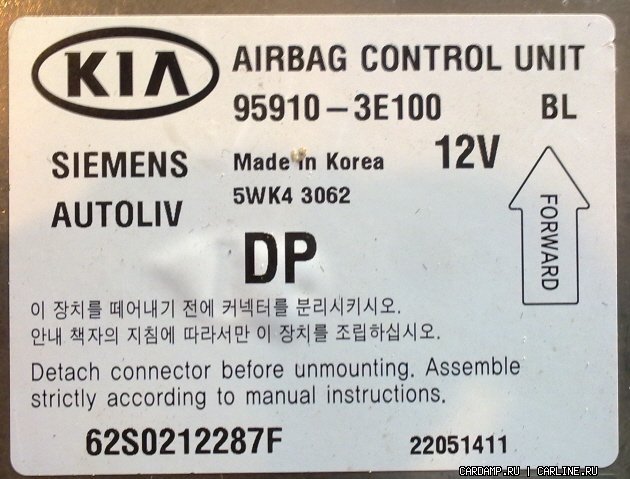 KIA AIRBAG CONTROL UNIT
95910-3E100 BL
SIEMENS Made in Korea 12V
AUTOLIV 5WK4 3062
FORWARD
DP
이 장치를 떼어내기 전에 커넥터를 분리시키시오.
안내 책자의 지침에 따라서만 이 장치를 조립하십시오.
Detach connector before unmounting. Assemble
strictly according to manual instructions.
62S0212287F 22051411
CARDAMP.RU | CARLINE.RU